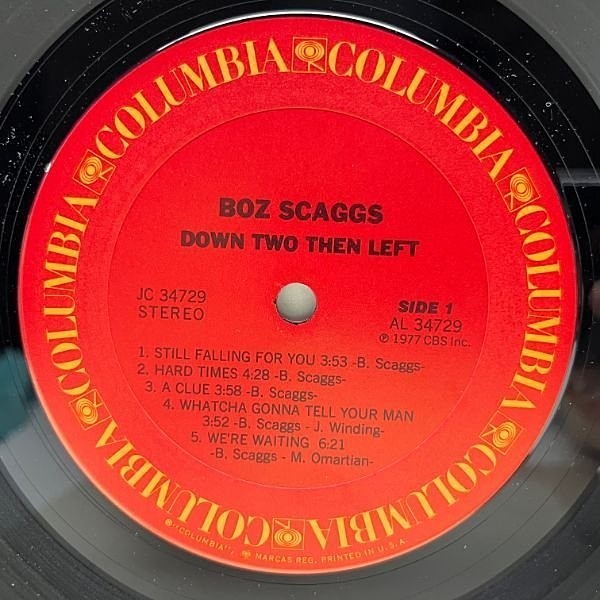 COLUMBIA COLUMBIA COLUMBIA COLUMBIA COLUMBIA COLUMBIA COLUMBIA COLUMBIA
BOZ SCAGGS
DOWN TWO THEN LEFT
JC 34729
STEREO
SIDE 1
AL 34729
℗ 1977 CBS Inc.
1. STILL FALLING FOR YOU 3:53 -B. Scaggs-
2. HARD TIMES 4:28 -B. Scaggs-
3. A CLUE 3:58 -B. Scaggs-
4. WHATCHA GONNA TELL YOUR MAN
3:52 -B. Scaggs - J. Winding-
5. WE'RE WAITING 6:21
-B. Scaggs - M. Omartian-
® "COLUMBIA", MARCAS REG. PRINTED IN U.S.A.